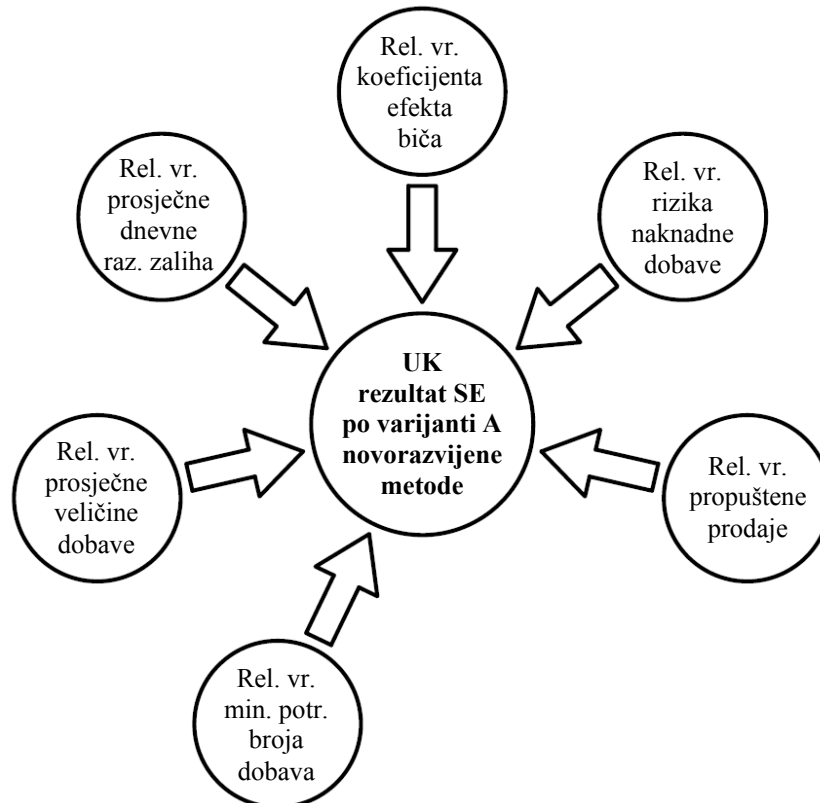 Rel. vr.
koeficijenta
efekta
biča
Rel. vr.
prosječne
dnevne
raz. zaliha
Rel. vr.
rizika
naknadne
dobave
UK
rezultat SE
po varijanti A
novorazvijene
metode
Rel. vr.
prosječne
veličine
dobave
Rel. vr.
propuštene
prodaje
Rel. vr.
min. potr.
broja
dobava